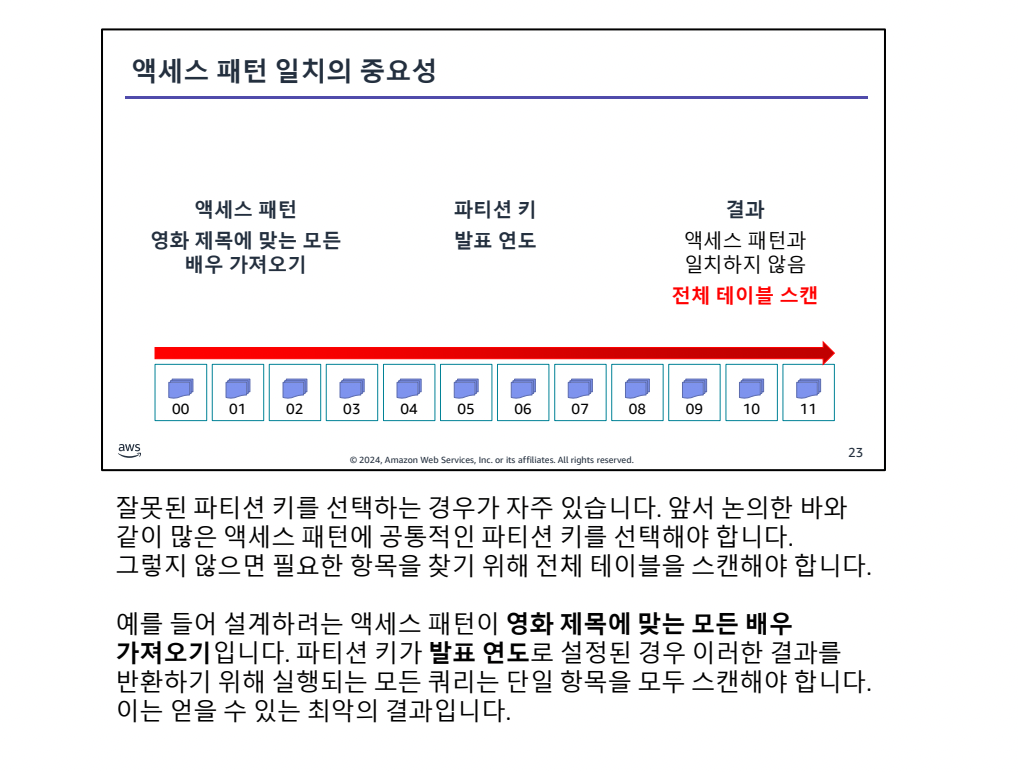 액세스 패턴 일치의 중요성
액세스 패턴
영화 제목에 맞는 모든
배우 가져오기
파티션 키
발표 연도
결과
액세스 패턴과
일치하지 않음
전체 테이블 스캔
00 01 02 03 04 05 06 07 08 09 10 11
aws
© 2024, Amazon Web Services, Inc. or its affiliates. All rights reserved.
23
잘못된 파티션 키를 선택하는 경우가 자주 있습니다. 앞서 논의한 바와
같이 많은 액세스 패턴에 공통적인 파티션 키를 선택해야 합니다.
그렇지 않으면 필요한 항목을 찾기 위해 전체 테이블을 스캔해야 합니다.
예를 들어 설계하려는 액세스 패턴이 영화 제목에 맞는 모든 배우
가져오기입니다. 파티션 키가 발표 연도로 설정된 경우 이러한 결과를
반환하기 위해 실행되는 모든 쿼리는 단일 항목을 모두 스캔해야 합니다.
이는 얻을 수 있는 최악의 결과입니다.